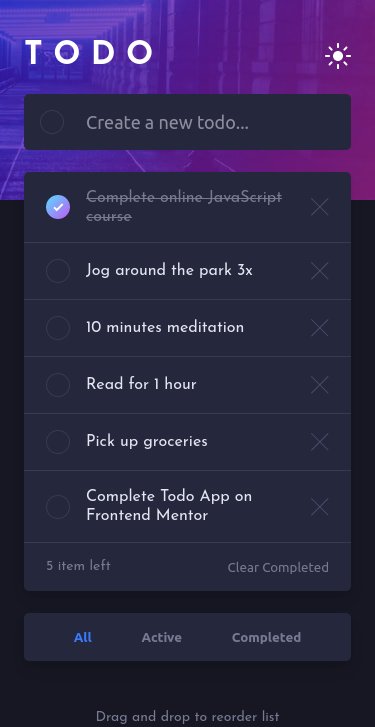 TODO
Create a new todo...
Complete online JavaScript
course
Jog around the park 3x
10 minutes meditation
Read for 1 hour
Pick up groceries
Complete Todo App on
Frontend Mentor
5 item left Clear Completed
All Active Completed
Drag and drop to reorder list